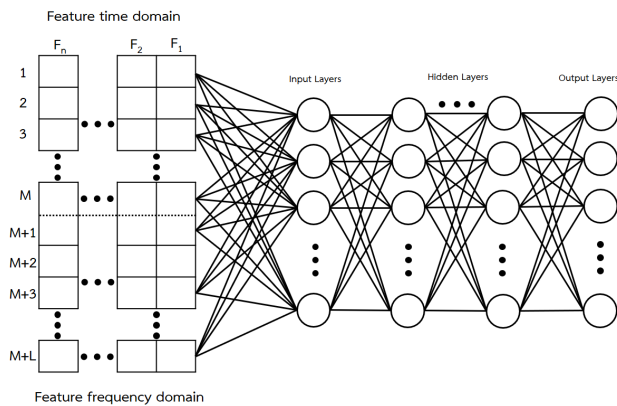 Feature time domain
Fn F2 F1
Input Layers Hidden Layers Output Layers
1
2
3
M
M+1
M+2
M+3
M+L
Feature frequency domain